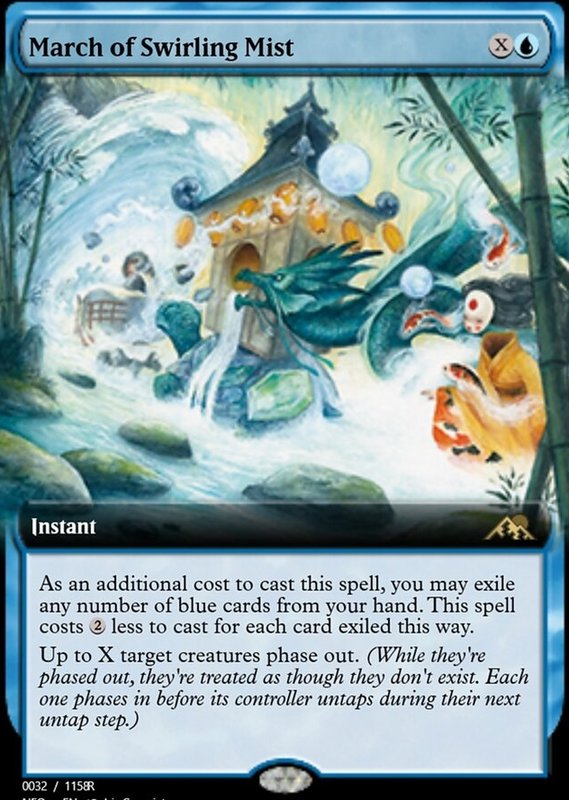 March of Swirling Mist X
Instant
As an additional cost to cast this spell, you may exile
any number of blue cards from your hand. This spell
costs 2 less to cast for each card exiled this way.
Up to X target creatures phase out. (While they're
phased out, they're treated as though they don't exist. Each
one phases in before its controller untaps during their next
untap step.)
0032 / 1158R